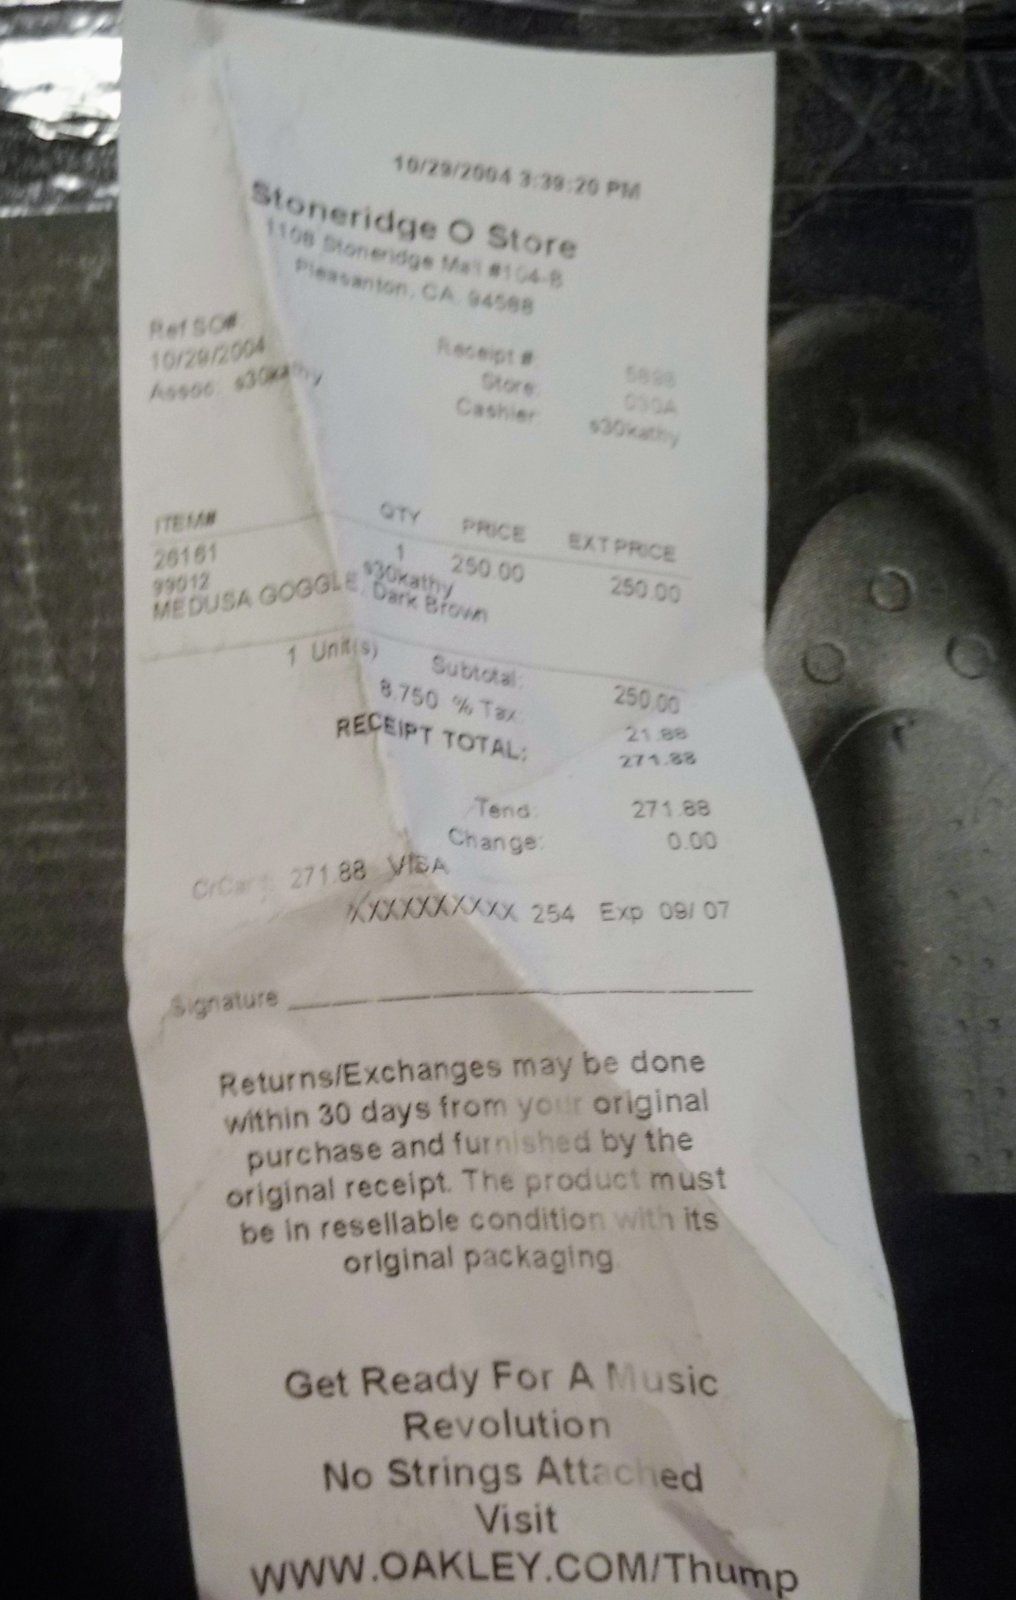 10/29/2004 3:39:20 PM
Stoneridge O Store
1108 Stoneridge Mall #104-B
Pleasanton, CA, 94588
Ref SO#:
10/29/2004
Assoc: s30kathy
Receipt #:
Store: 030A
Cashier: s30kathy
ITEM# QTY PRICE EXT PRICE
26161 1 250.00 250.00
99012 s30kathy
MEDUSA GOGGLE, Dark Brown
1 Unit(s) Subtotal: 250.00
8.750 % Tax: 21.88
RECEIPT TOTAL: 271.88
Tend: 271.88
Change: 0.00
CrCard: 271.88 VISA
XXXXXXXXXX 254 Exp 09/ 07
Signature
Returns/Exchanges may be done
within 30 days from your original
purchase and furnished by the
original receipt. The product must
be in resellable condition with its
original packaging
Get Ready For A Music
Revolution
No Strings Attached
Visit
WWW.OAKLEY.COM/Thump